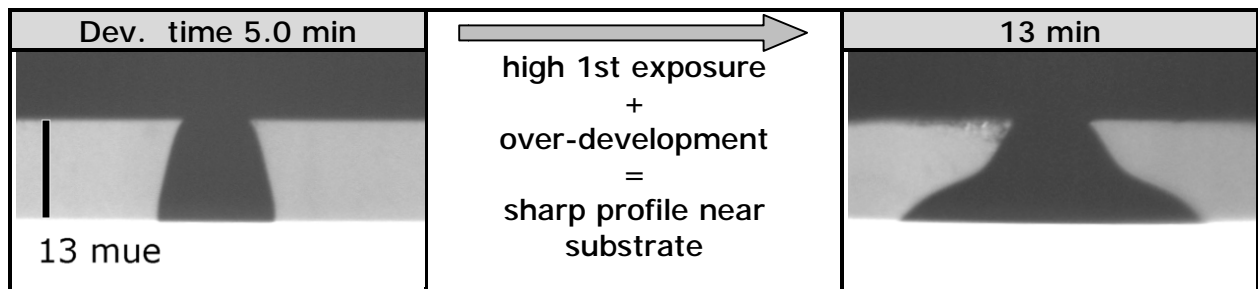 Dev. time 5.0 min
13 mue
high 1st exposure
+
over-development
=
sharp profile near
substrate
13 min